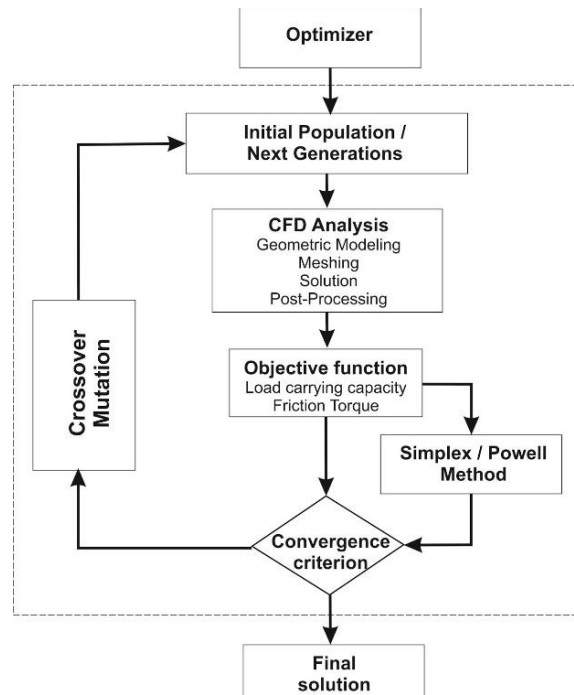 Optimizer
Initial Population /
Next Generations
CFD Analysis
Geometric Modeling
Meshing
Solution
Post-Processing
Objective function
Load carrying capacity
Friction Torque
Crossover
Mutation
Simplex / Powell
Method
Convergence
criterion
Final
solution